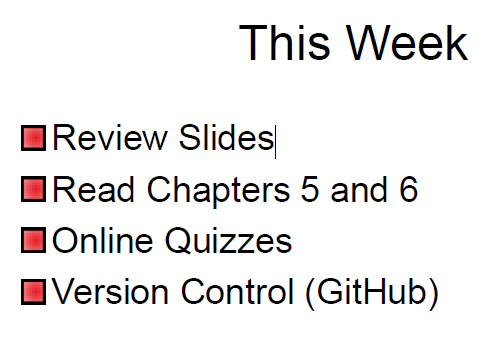 This Week
Review Slides
Read Chapters 5 and 6
Online Quizzes
Version Control (GitHub)